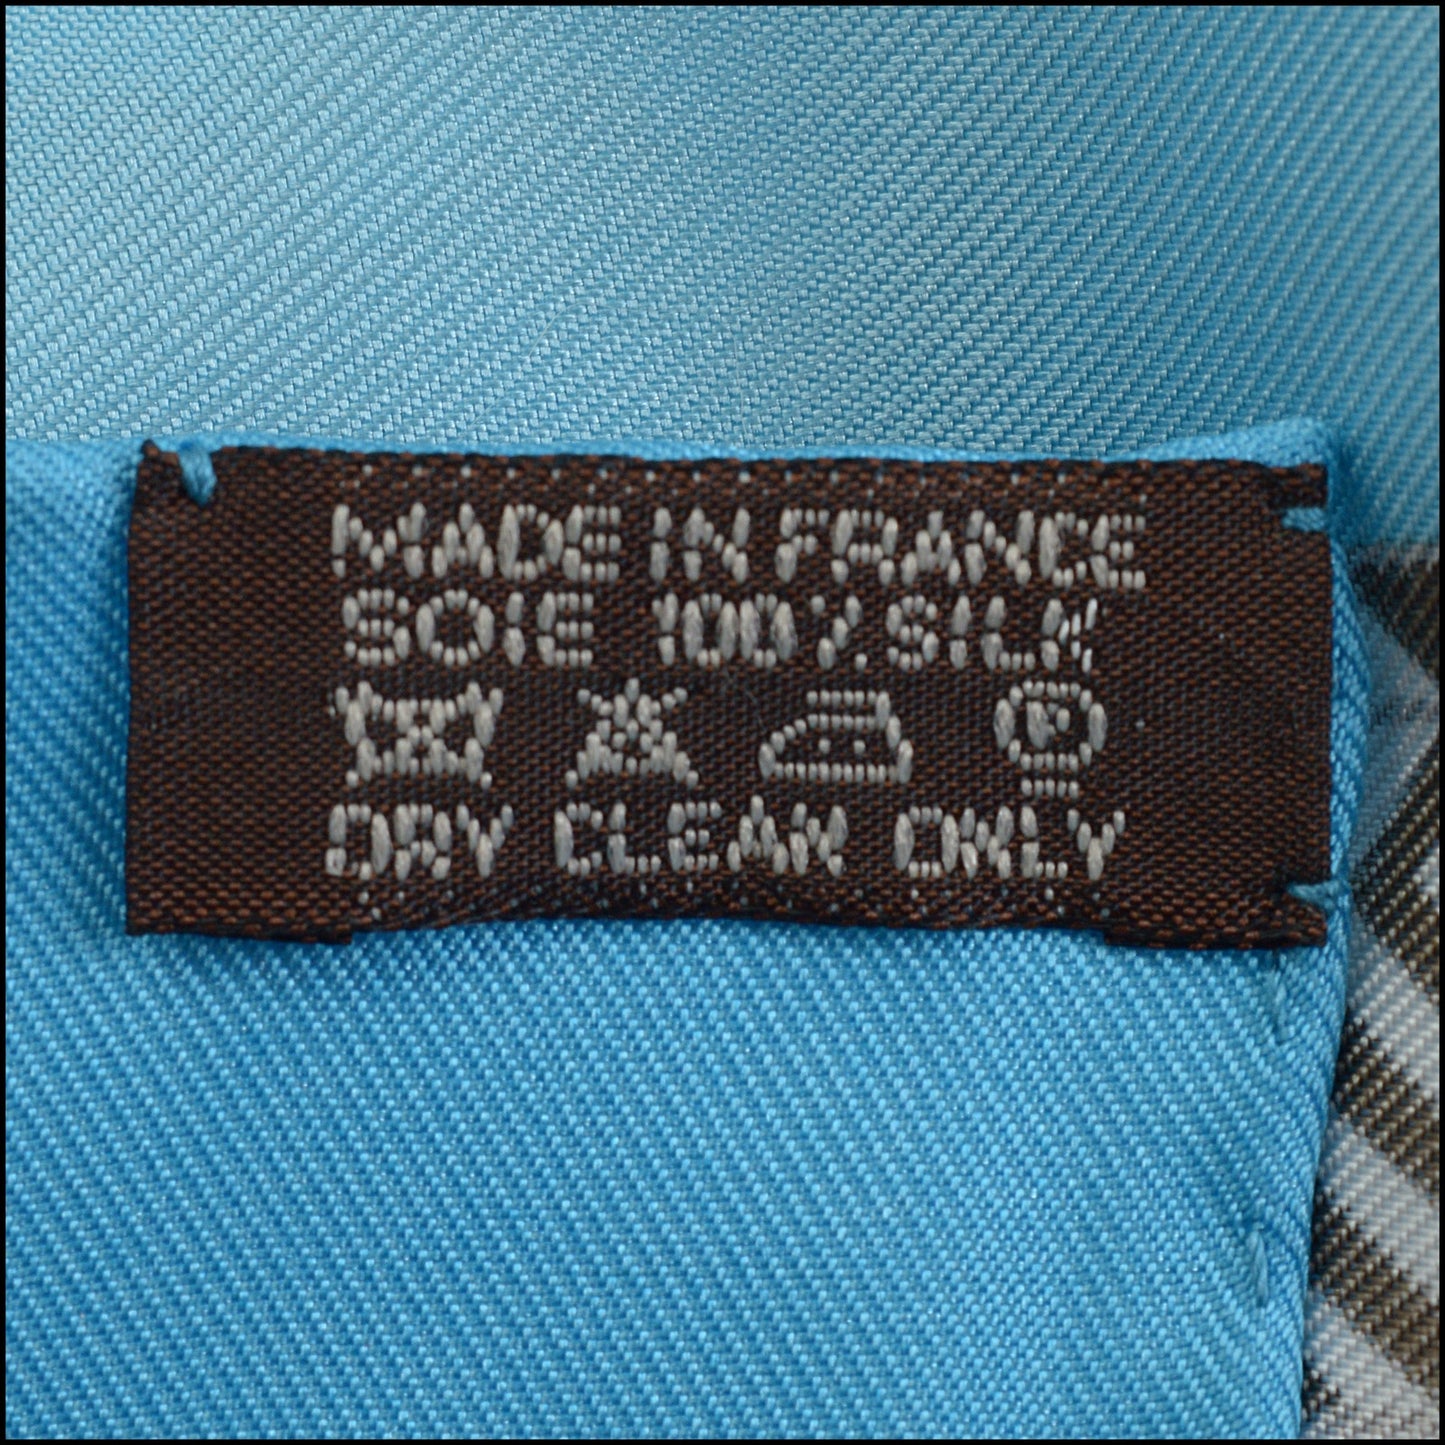 MADE IN FRANCE
SOIE 100% SILK
P
DRY CLEAN ONLY